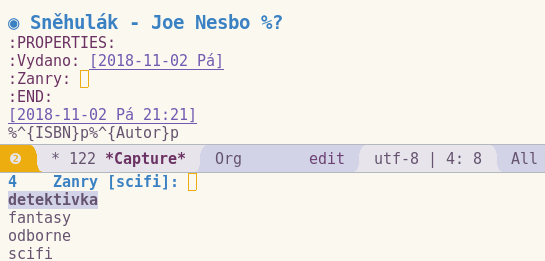 ◉ Sněhulák - Joe Nesbo %?
:PROPERTIES:
:Vydano: [2018-11-02 Pá]
:Zanry:
:END:
[2018-11-02 Pá 21:21]
%^{ISBN}p%^{Autor}p
❷ * 122 *Capture* Org edit utf-8 | 4: 8 All
4 Zanry [scifi]:
detektivka
fantasy
odborne
scifi